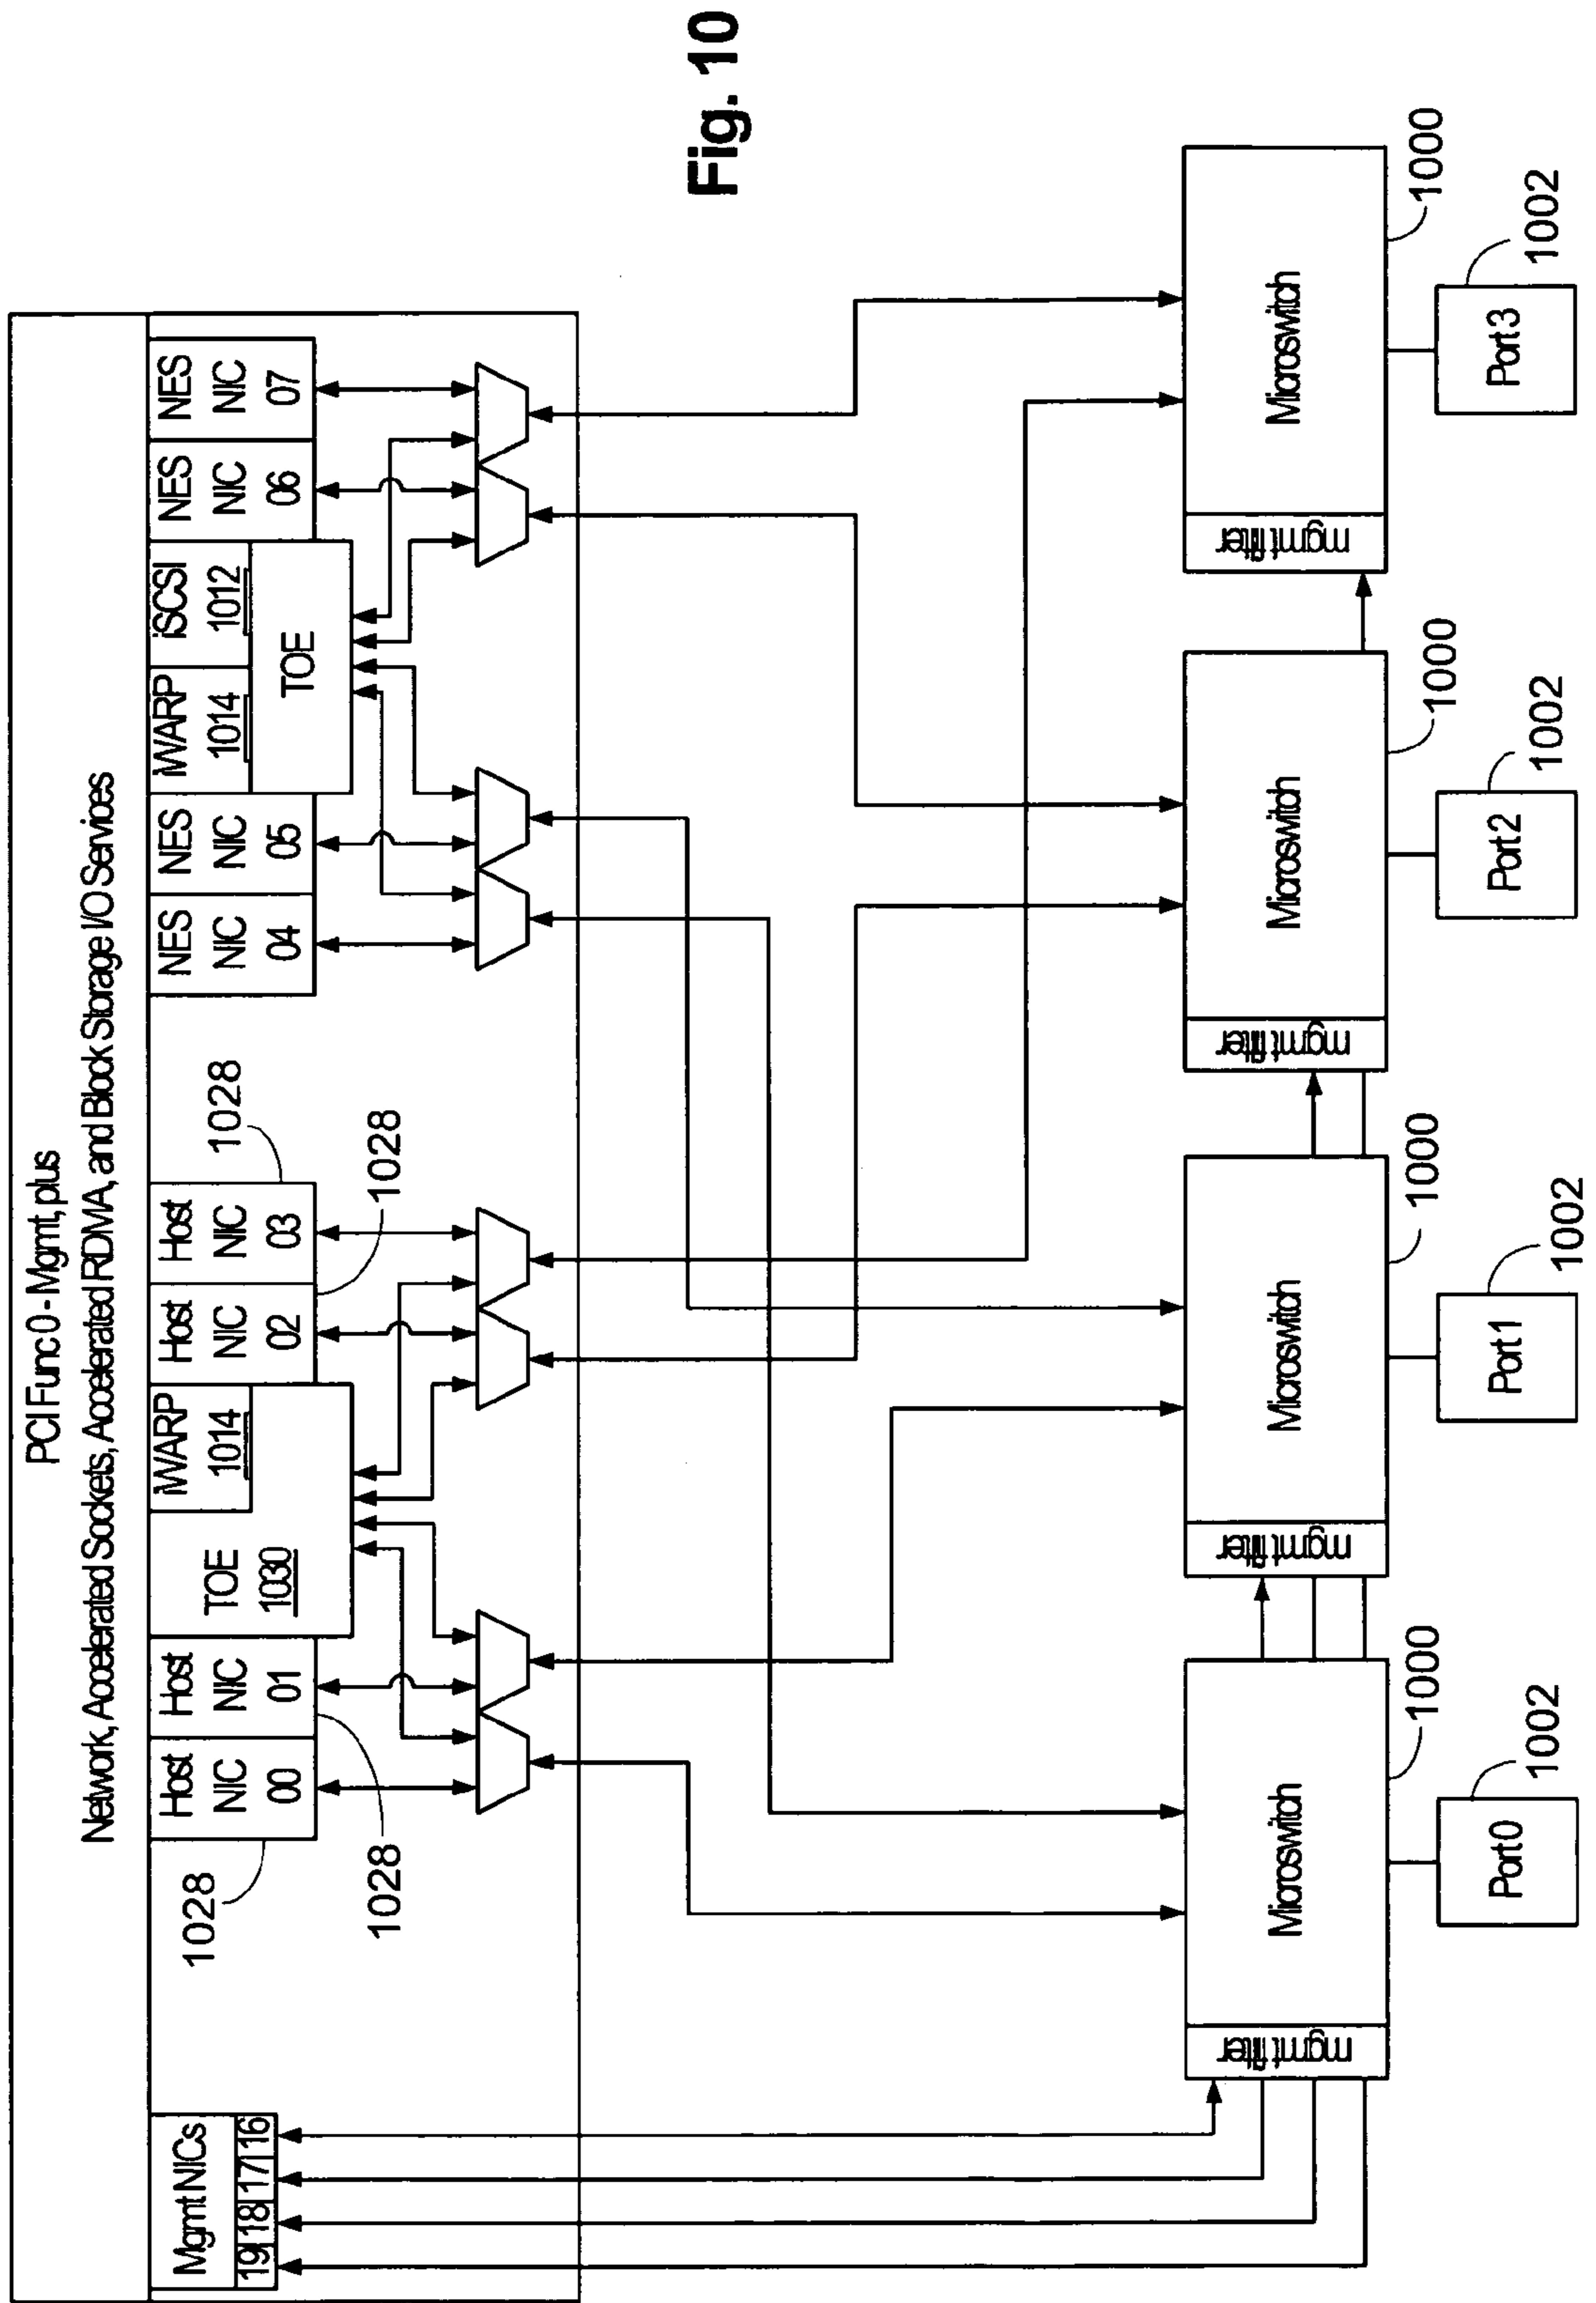 PCI Func 0 - Mgmt, plus
Network, Accelerated Sockets, Accelerated RDMA, and Block Storage I/O Services
Mgmt NICs
19 18 17 16
Host NIC 00
Host NIC 01
TOE 1030
iWARP 1014
Host NIC 02
Host NIC 03
NES NIC 04
NES NIC 05
iWARP 1014
iSCSI 1012
TOE
NES NIC 06
NES NIC 07
1028
1028
1028
1028
Fig. 10
mgmt filter
Microswitch
1000
mgmt filter
Microswitch
1000
mgmt filter
Microswitch
1000
mgmt filter
Microswitch
1000
Port 0
1002
Port 1
1002
Port 2
1002
Port 3
1002